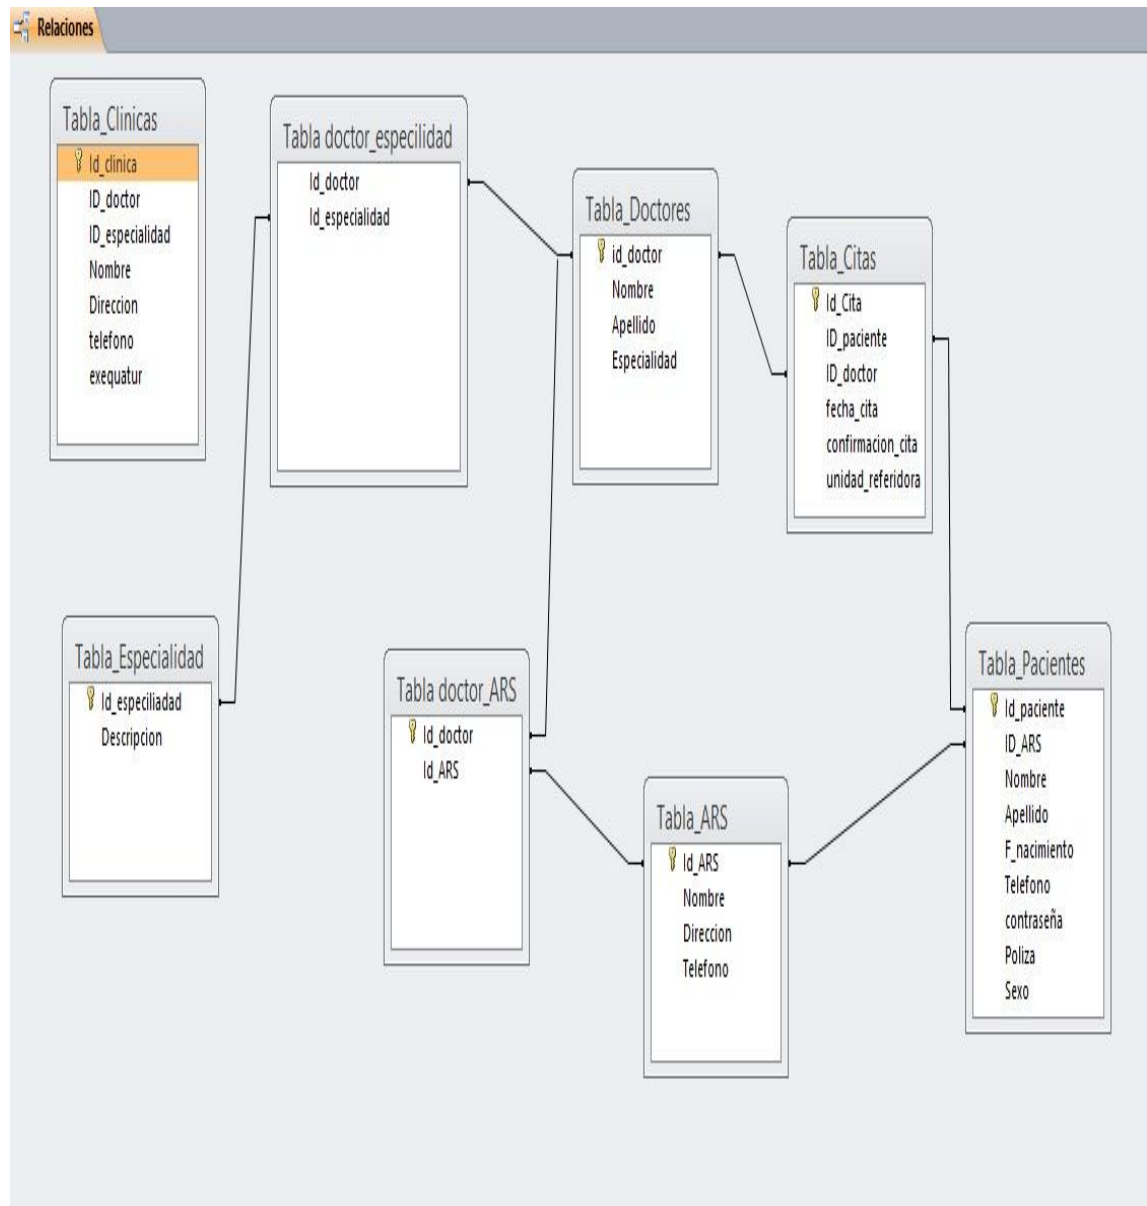 Relaciones
Tabla_Clinicas
Id_clinica
ID_doctor
ID_especialidad
Nombre
Direccion
telefono
exequatur
Tabla doctor_especilidad
Id_doctor
Id_especialidad
Tabla_Doctores
id_doctor
Nombre
Apellido
Especialidad
Tabla_Citas
Id_Cita
ID_paciente
ID_doctor
fecha_cita
confirmacion_cita
unidad_referidora
Tabla_Especialidad
Id_especiliadad
Descripcion
Tabla doctor_ARS
Id_doctor
Id_ARS
Tabla_ARS
Id_ARS
Nombre
Direccion
Telefono
Tabla_Pacientes
Id_paciente
ID_ARS
Nombre
Apellido
F_nacimiento
Telefono
contraseña
Poliza
Sexo